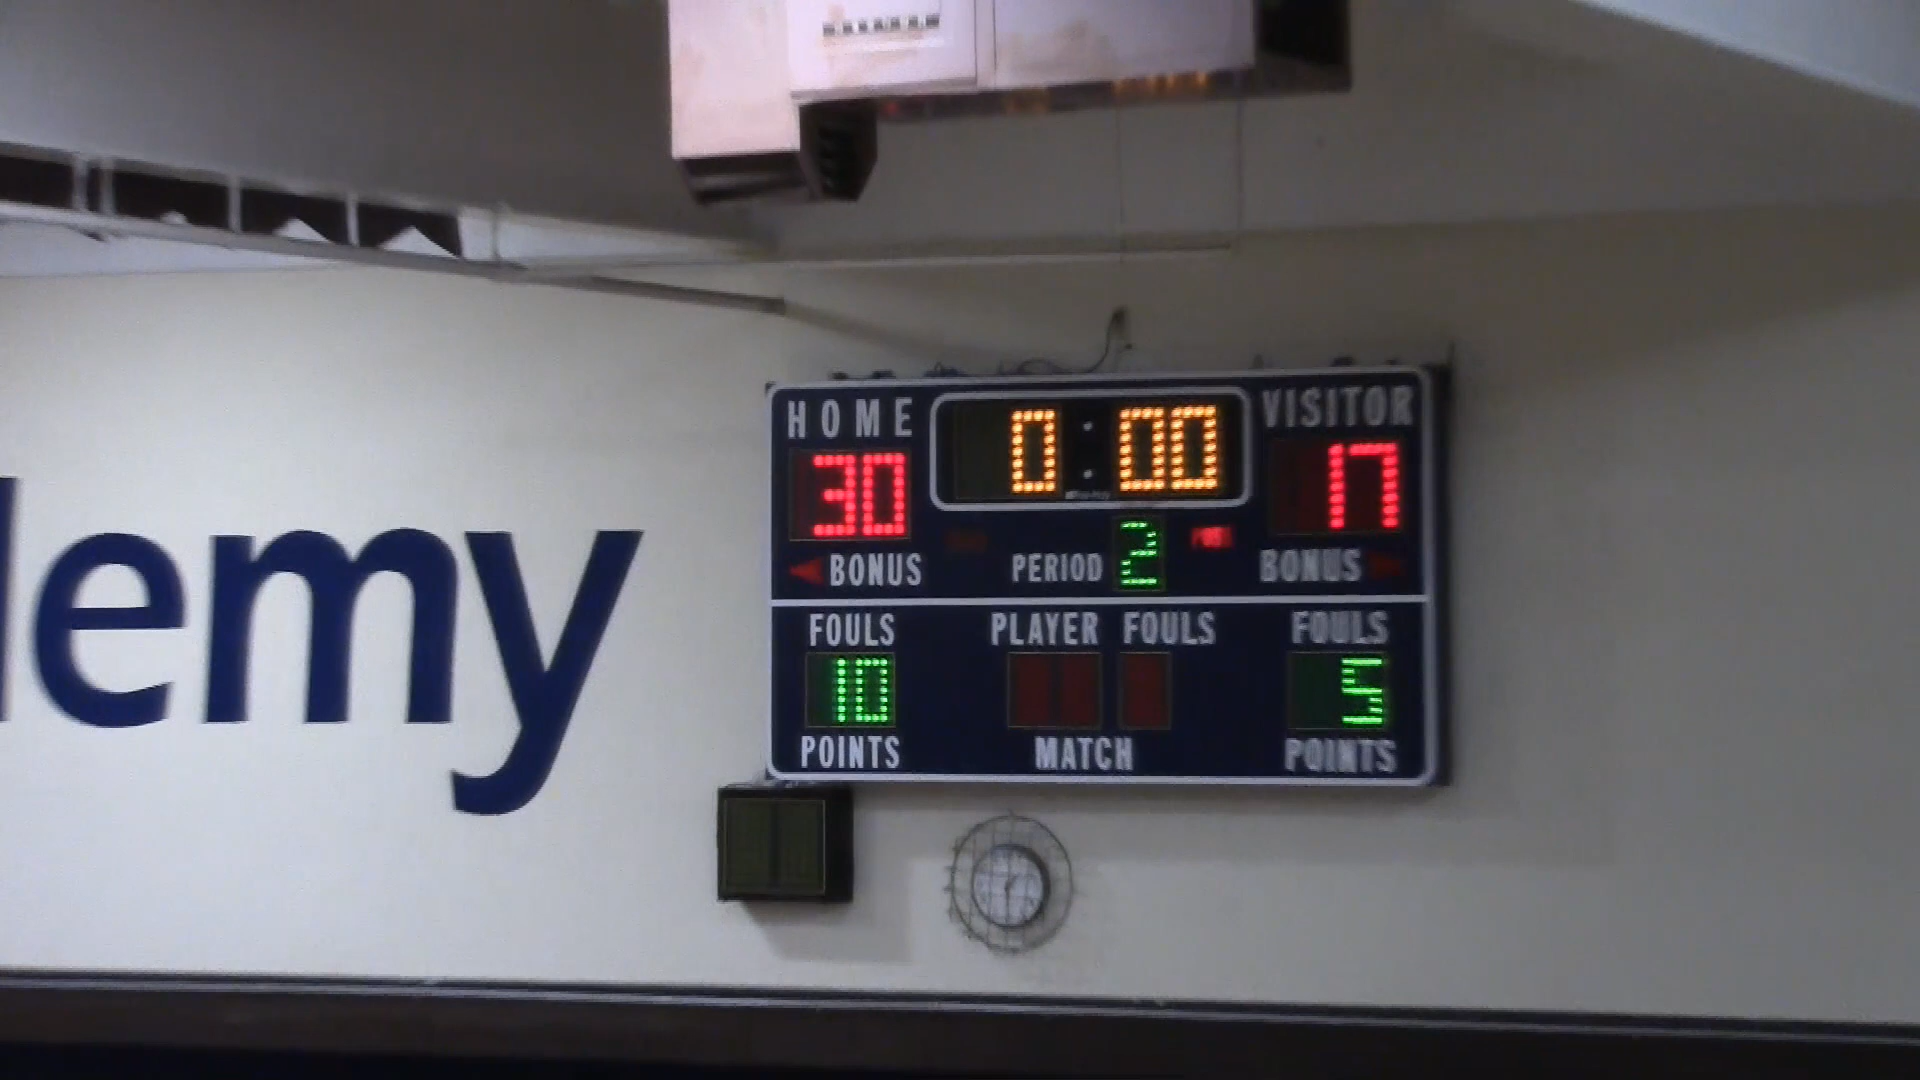 demy
HOME 0:00 VISITOR
30 17
BONUS PERIOD 2 BONUS
FOULS PLAYER FOULS FOULS
10 5
POINTS MATCH POINTS